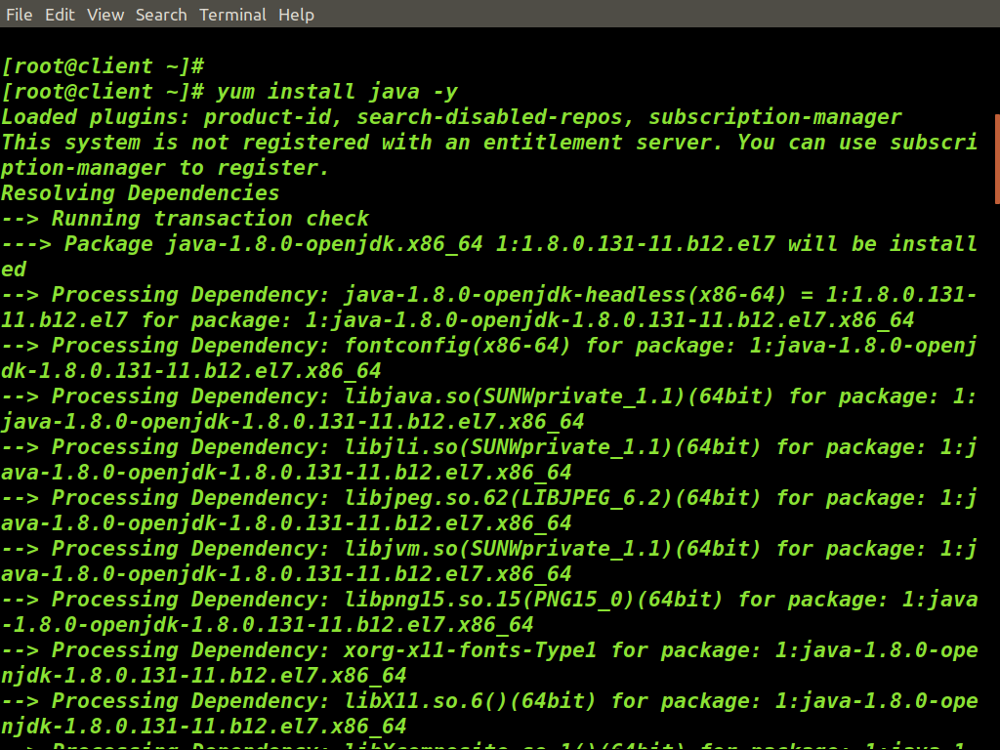 File Edit View Search Terminal Help
[root@client ~]#
[root@client ~]# yum install java -y
Loaded plugins: product-id, search-disabled-repos, subscription-manager
This system is not registered with an entitlement server. You can use subscri
ption-manager to register.
Resolving Dependencies
--> Running transaction check
---> Package java-1.8.0-openjdk.x86_64 1:1.8.0.131-11.b12.el7 will be install
ed
--> Processing Dependency: java-1.8.0-openjdk-headless(x86-64) = 1:1.8.0.131-
11.b12.el7 for package: 1:java-1.8.0-openjdk-1.8.0.131-11.b12.el7.x86_64
--> Processing Dependency: fontconfig(x86-64) for package: 1:java-1.8.0-openj
dk-1.8.0.131-11.b12.el7.x86_64
--> Processing Dependency: libjava.so(SUNWprivate_1.1)(64bit) for package: 1:
java-1.8.0-openjdk-1.8.0.131-11.b12.el7.x86_64
--> Processing Dependency: libjli.so(SUNWprivate_1.1)(64bit) for package: 1:j
ava-1.8.0-openjdk-1.8.0.131-11.b12.el7.x86_64
--> Processing Dependency: libjpeg.so.62(LIBJPEG_6.2)(64bit) for package: 1:j
ava-1.8.0-openjdk-1.8.0.131-11.b12.el7.x86_64
--> Processing Dependency: libjvm.so(SUNWprivate_1.1)(64bit) for package: 1:j
ava-1.8.0-openjdk-1.8.0.131-11.b12.el7.x86_64
--> Processing Dependency: libpng15.so.15(PNG15_0)(64bit) for package: 1:java
-1.8.0-openjdk-1.8.0.131-11.b12.el7.x86_64
--> Processing Dependency: xorg-x11-fonts-Type1 for package: 1:java-1.8.0-ope
njdk-1.8.0.131-11.b12.el7.x86_64
--> Processing Dependency: libX11.so.6()(64bit) for package: 1:java-1.8.0-ope
njdk-1.8.0.131-11.b12.el7.x86_64
--> Processing Dependency: libXcomposite.so.1()(64bit) for package: 1:java-1